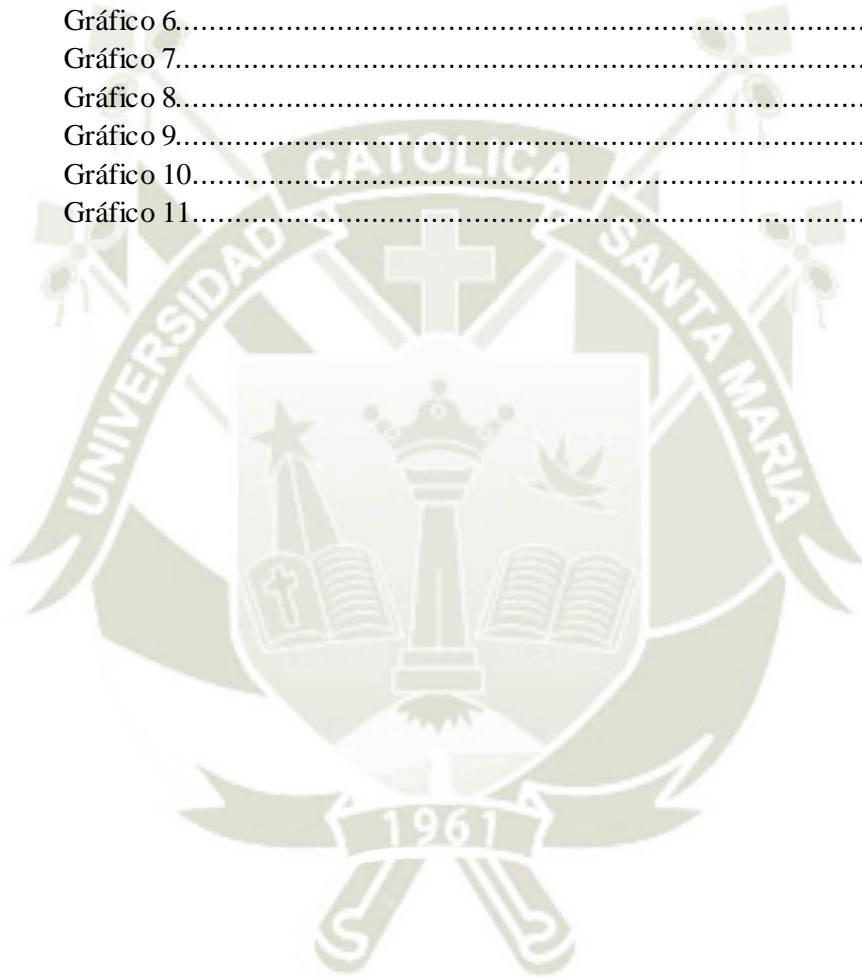 Gráfico 6..............................................................................
Gráfico 7..............................................................................
Gráfico 8..............................................................................
Gráfico 9..............................................................................
Gráfico 10............................................................................
Gráfico 11............................................................................
UNIVERSIDAD CATOLICA SANTA MARIA
1961